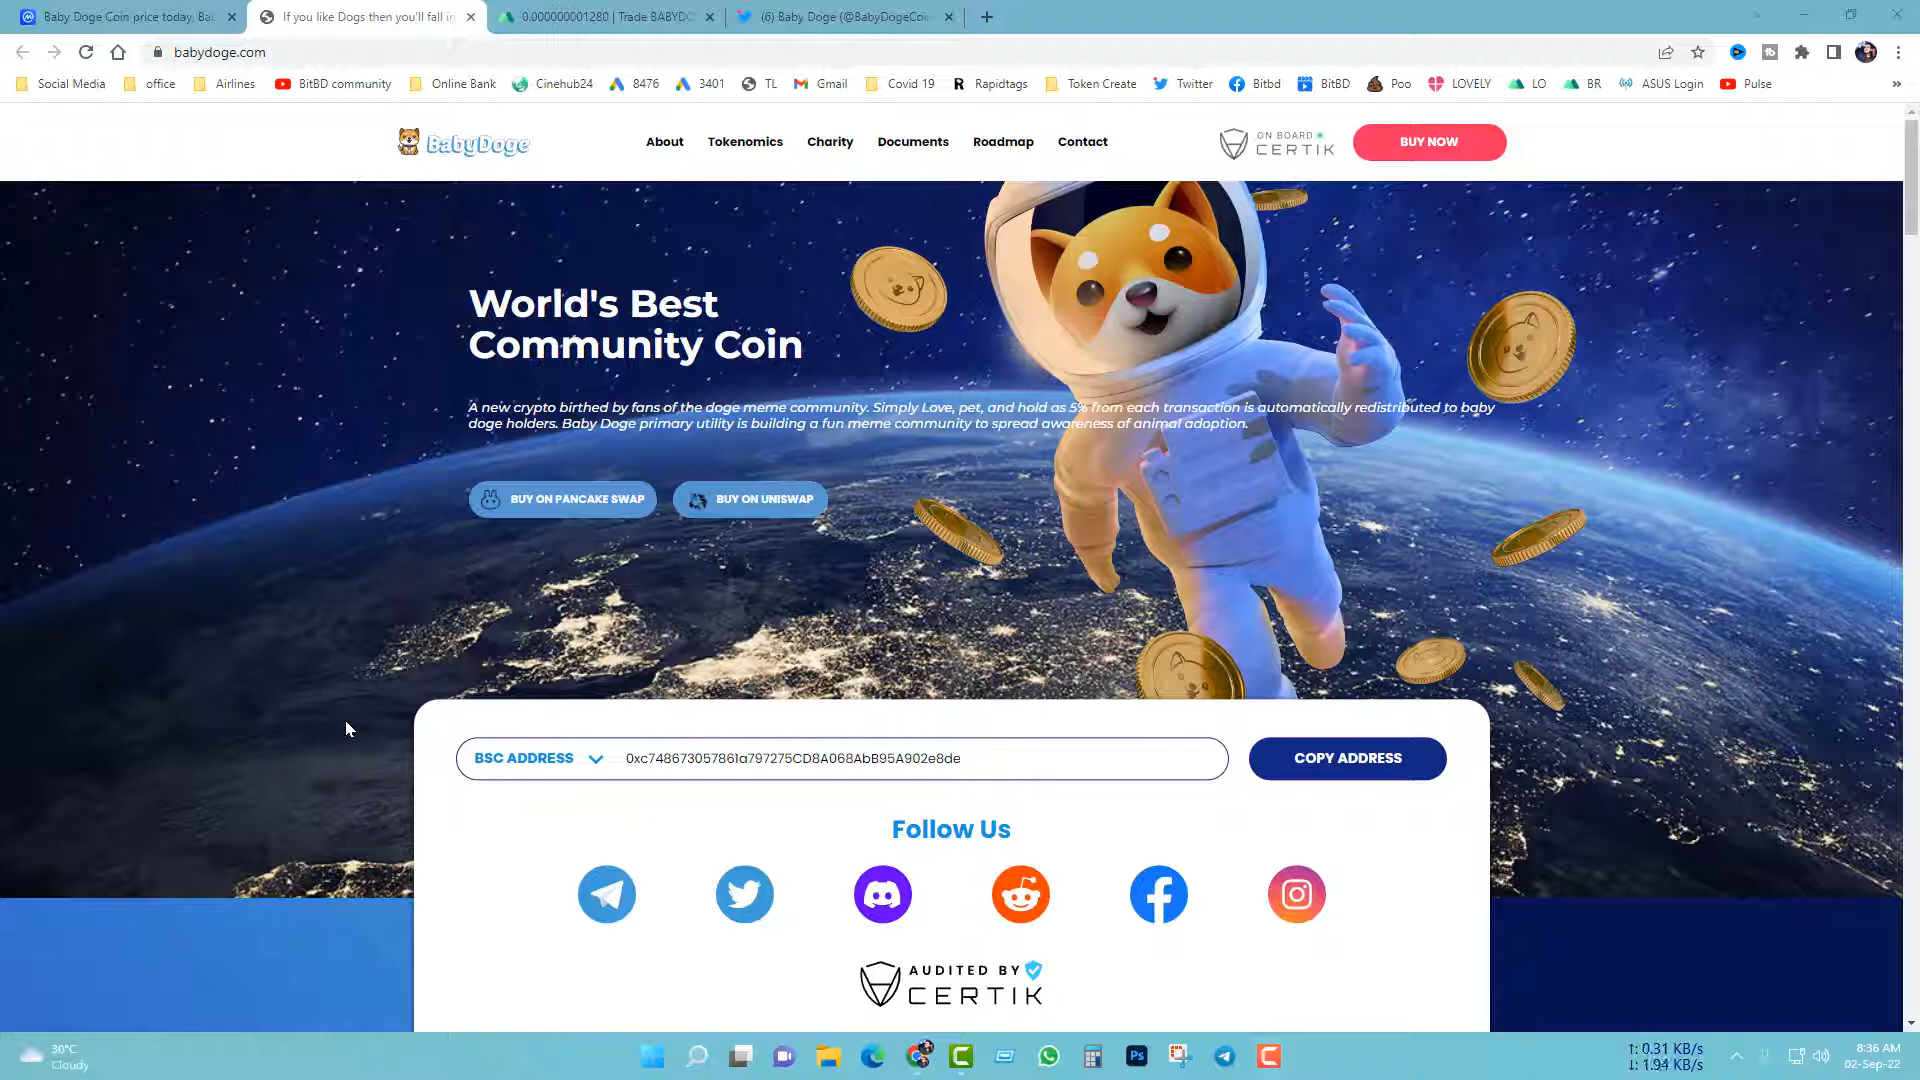 Baby Doge Coin price today, Ba
If you like Dogs then you'll fall in
0.000000001280 | Trade BABYDO
(6) Baby Doge (@BabyDogeCoi
babydoge.com
Social Media
office
Airlines
BitBD community
Online Bank
Cinehub24
8476
3401
TL
Gmail
Covid 19
Rapidtags
Token Create
Twitter
Bitbd
BitBD
Poo
LOVELY
LO
BR
ASUS Login
Pulse
»
BabyDoge
About
Tokenomics
Charity
Documents
Roadmap
Contact
ON BOARD
CERTIK
BUY NOW
World's Best
Community Coin
A new crypto birthed by fans of the doge meme community. Simply Love, pet, and hold as 5% from each transaction is automatically redistributed to baby
doge holders. Baby Doge primary utility is building a fun meme community to spread awareness of animal adoption.
BUY ON PANCAKE SWAP
BUY ON UNISWAP
BSC ADDRESS
0xc748673057861a797275CD8A068AbB95A902e8de
COPY ADDRESS
Follow Us
AUDITED BY
CERTIK
30°C
Cloudy
Ps
↑: 0.31 KB/s
↓: 1.94 KB/s
8:36 AM
02-Sep-22